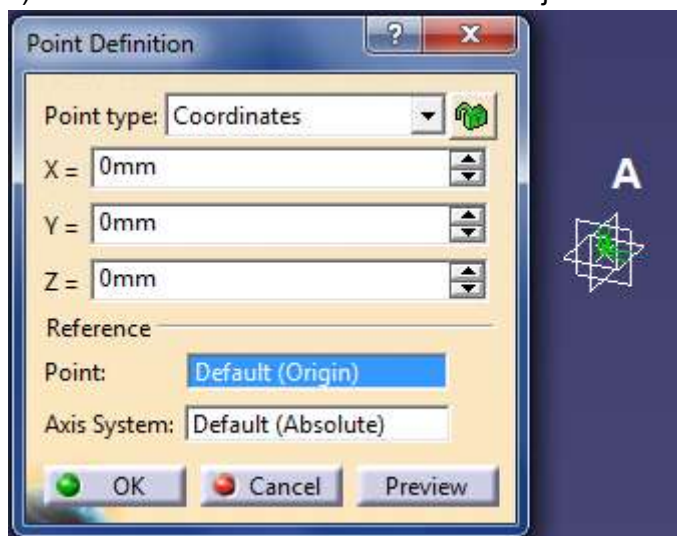 Point Definition
?
Point type: Coordinates
X = 0mm
Y = 0mm
A
Z = 0mm
Reference
Point: Default (Origin)
Axis System: Default (Absolute)
OK Cancel Preview